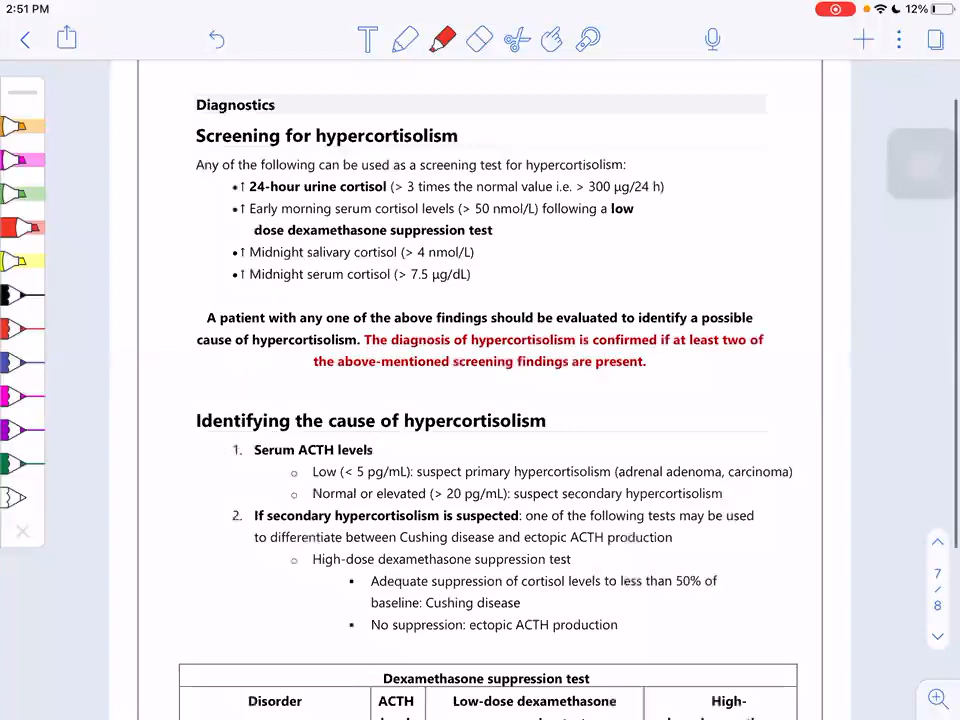 2:51 PM
12%
Diagnostics
Screening for hypercortisolism
Any of the following can be used as a screening test for hypercortisolism:
•↑ 24-hour urine cortisol (> 3 times the normal value i.e. > 300 μg/24 h)
•↑ Early morning serum cortisol levels (> 50 nmol/L) following a low
dose dexamethasone suppression test
•↑ Midnight salivary cortisol (> 4 nmol/L)
•↑ Midnight serum cortisol (> 7.5 μg/dL)
A patient with any one of the above findings should be evaluated to identify a possible
cause of hypercortisolism. The diagnosis of hypercortisolism is confirmed if at least two of
the above-mentioned screening findings are present.
Identifying the cause of hypercortisolism
1. Serum ACTH levels
○ Low (< 5 pg/mL): suspect primary hypercortisolism (adrenal adenoma, carcinoma)
○ Normal or elevated (> 20 pg/mL): suspect secondary hypercortisolism
2. If secondary hypercortisolism is suspected: one of the following tests may be used
to differentiate between Cushing disease and ectopic ACTH production
○ High-dose dexamethasone suppression test
▪ Adequate suppression of cortisol levels to less than 50% of
baseline: Cushing disease
▪ No suppression: ectopic ACTH production
7
/
8
Dexamethasone suppression test
Disorder ACTH Low-dose dexamethasone High-